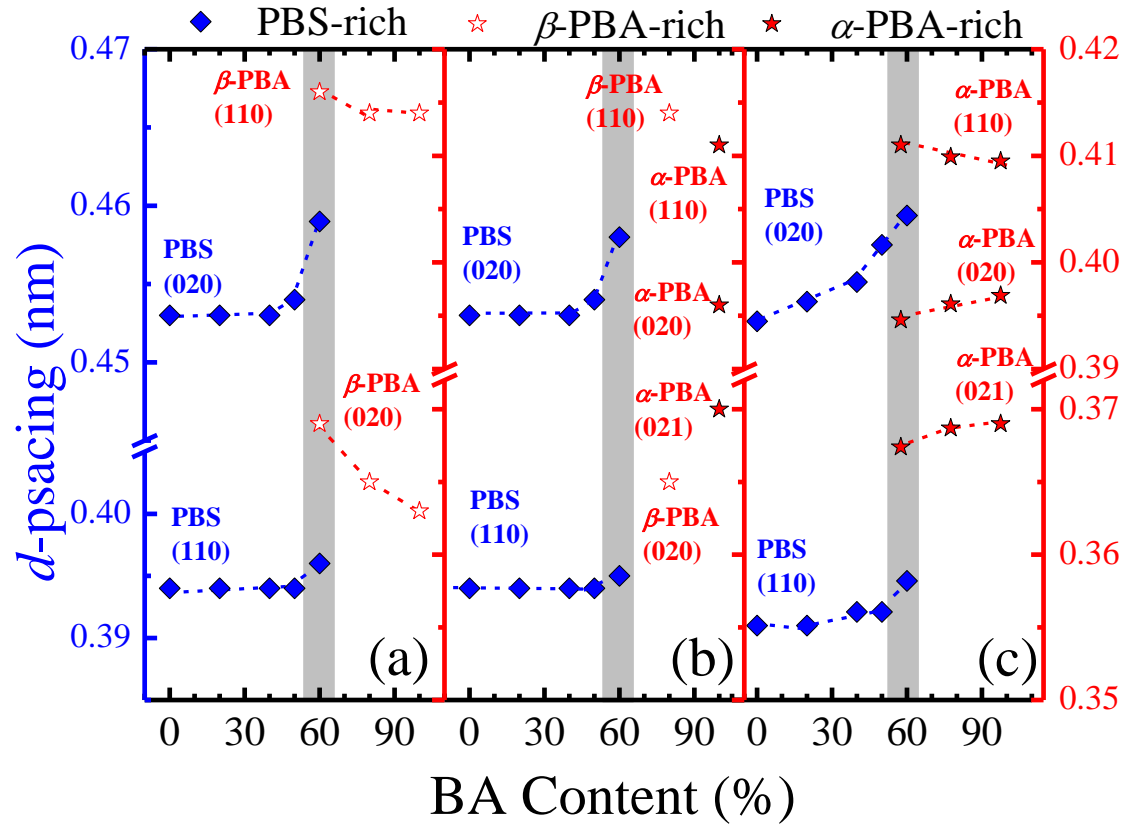 PBS-rich β-PBA-rich α-PBA-rich
0.47 0.42
β-PBA
(110)
β-PBA
(110)
α-PBA
(110)
0.46 0.41
α-PBA
(110)
PBS
(020)
PBS
(020)
PBS
(020)
α-PBA
(020)
α-PBA
(020)
0.40
0.45 0.39
β-PBA
(020)
α-PBA
(021)
α-PBA
(021)
0.37
0.40
PBS
(110)
PBS
(110)
β-PBA
(020)
PBS
(110)
0.36
0.39
(a) (b) (c)
0.35
0 30 60 90 0 30 60 90 0 30 60 90
d-psacing (nm)
BA Content (%)